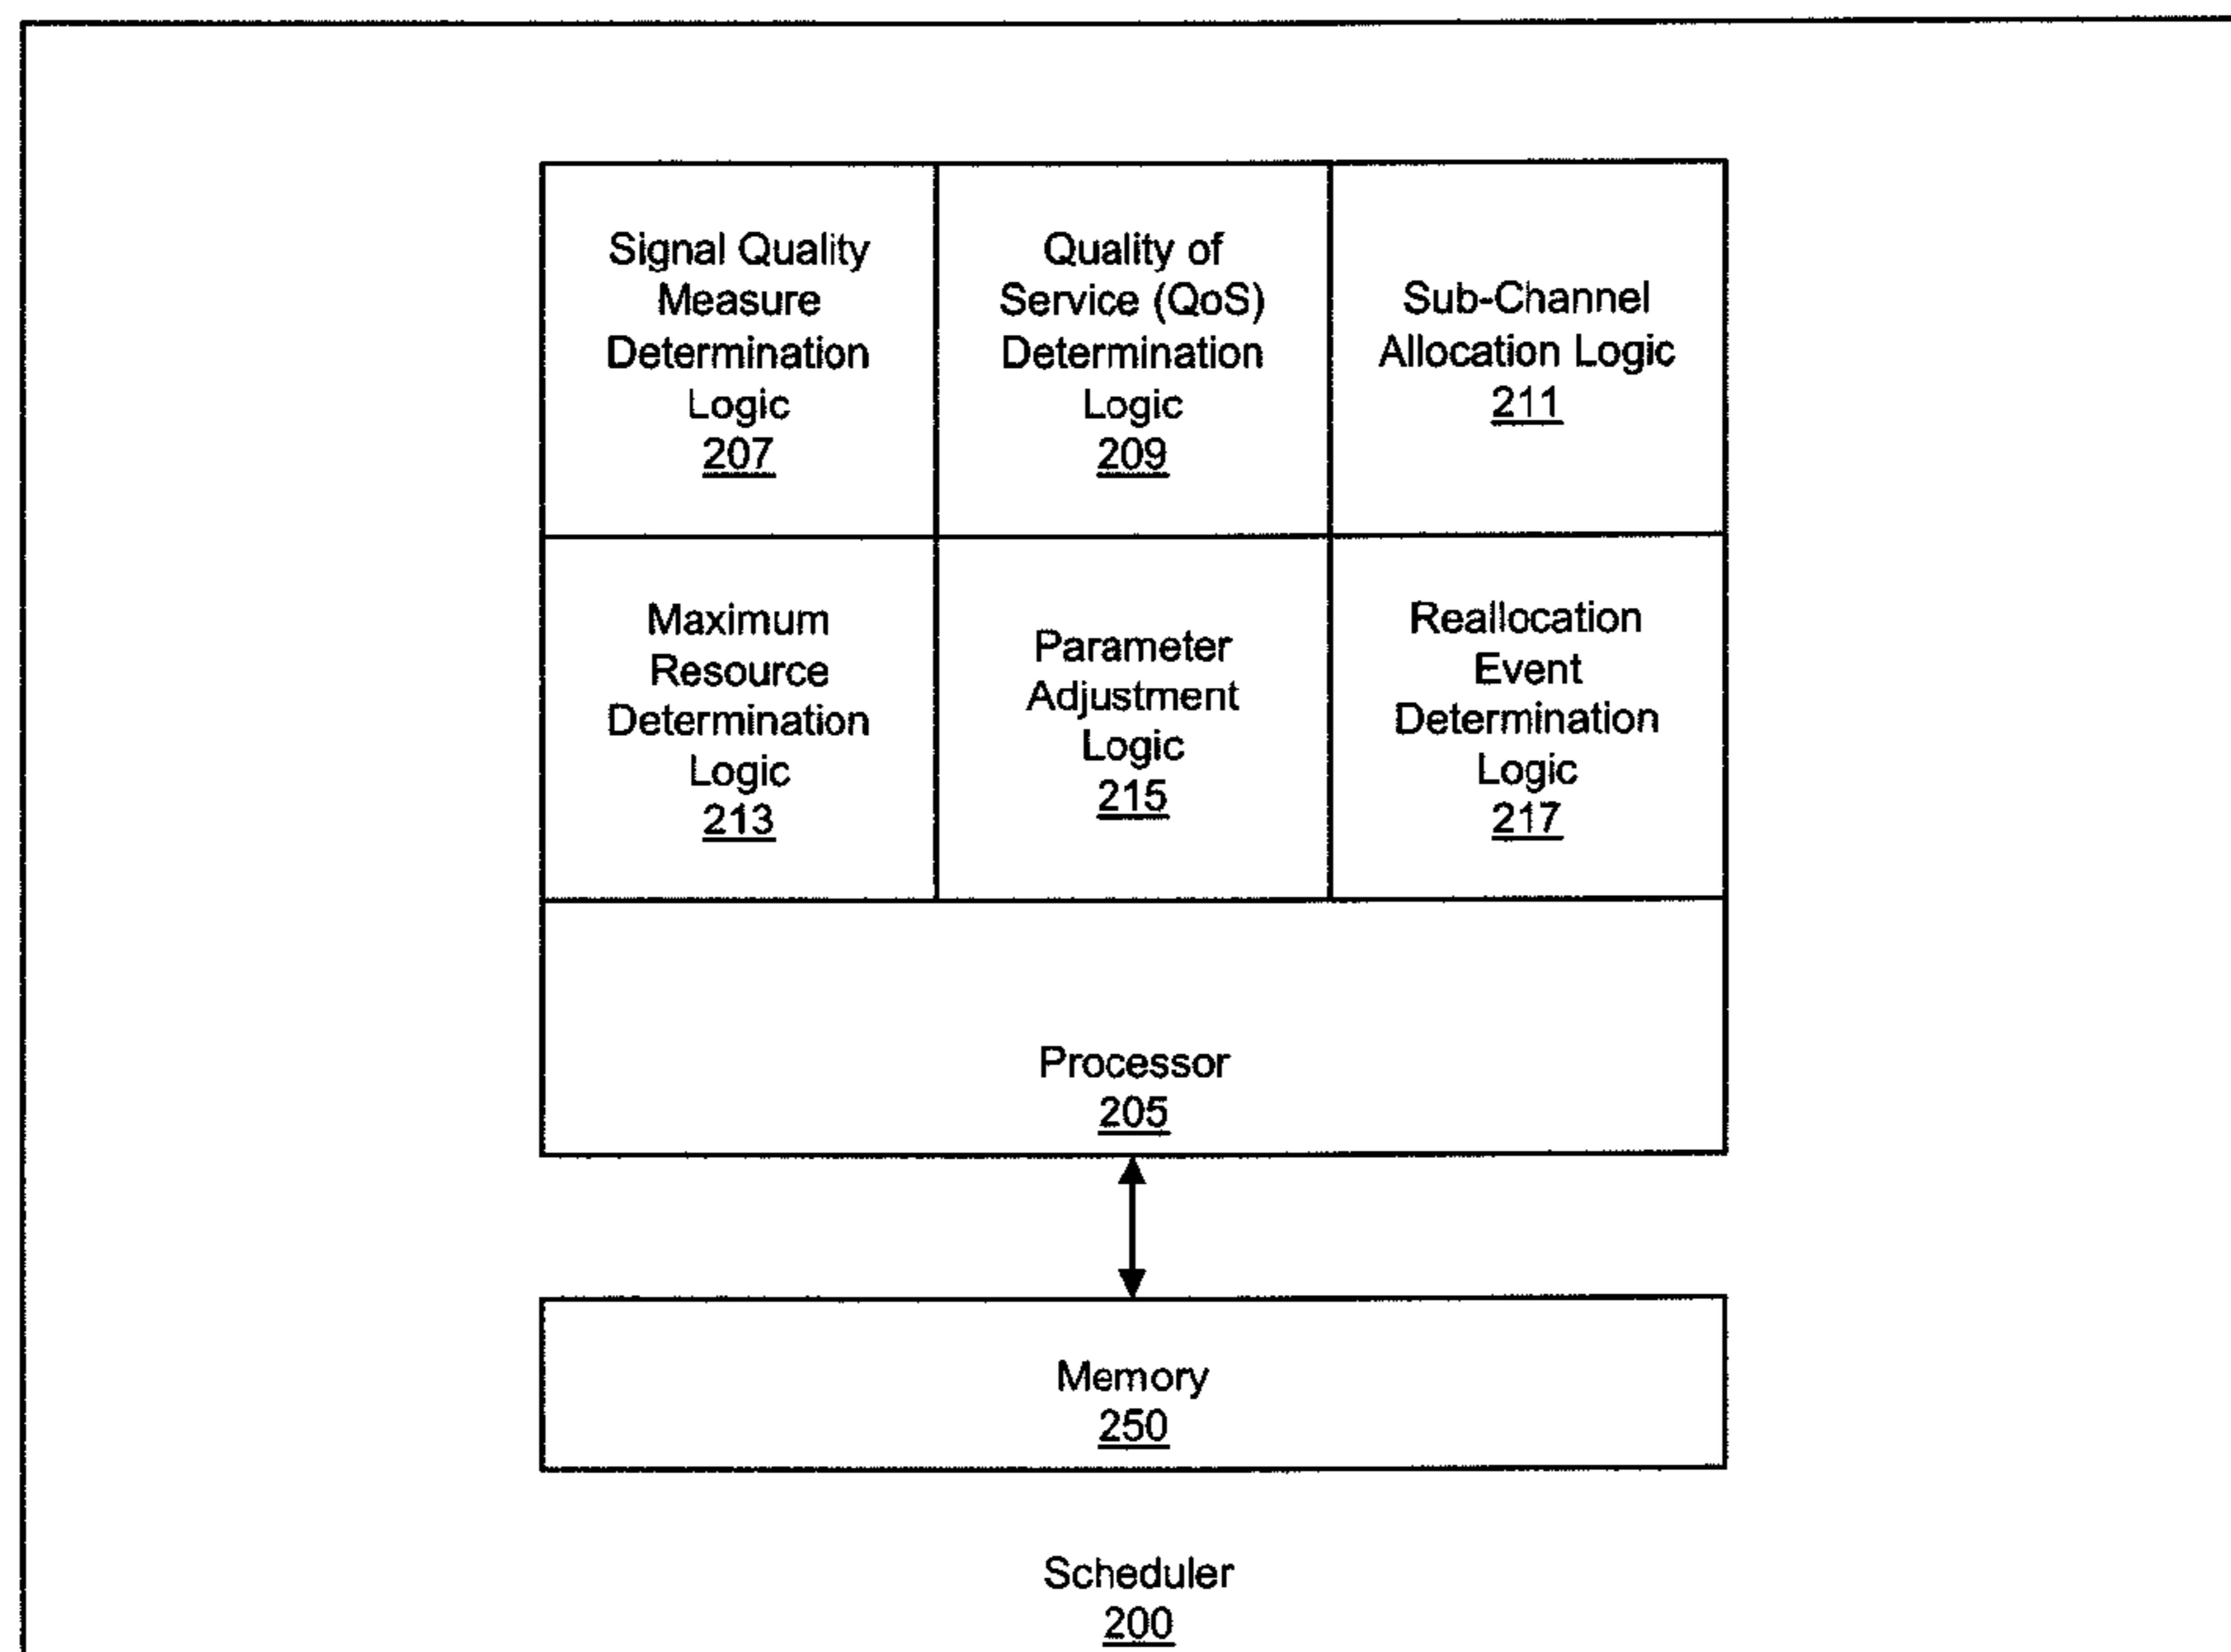 Signal Quality
Measure
Determination
Logic
207
Quality of
Service (QoS)
Determination
Logic
209
Sub-Channel
Allocation Logic
211
Maximum
Resource
Determination
Logic
213
Parameter
Adjustment
Logic
215
Reallocation
Event
Determination
Logic
217
Processor
205
Memory
250
Scheduler
200